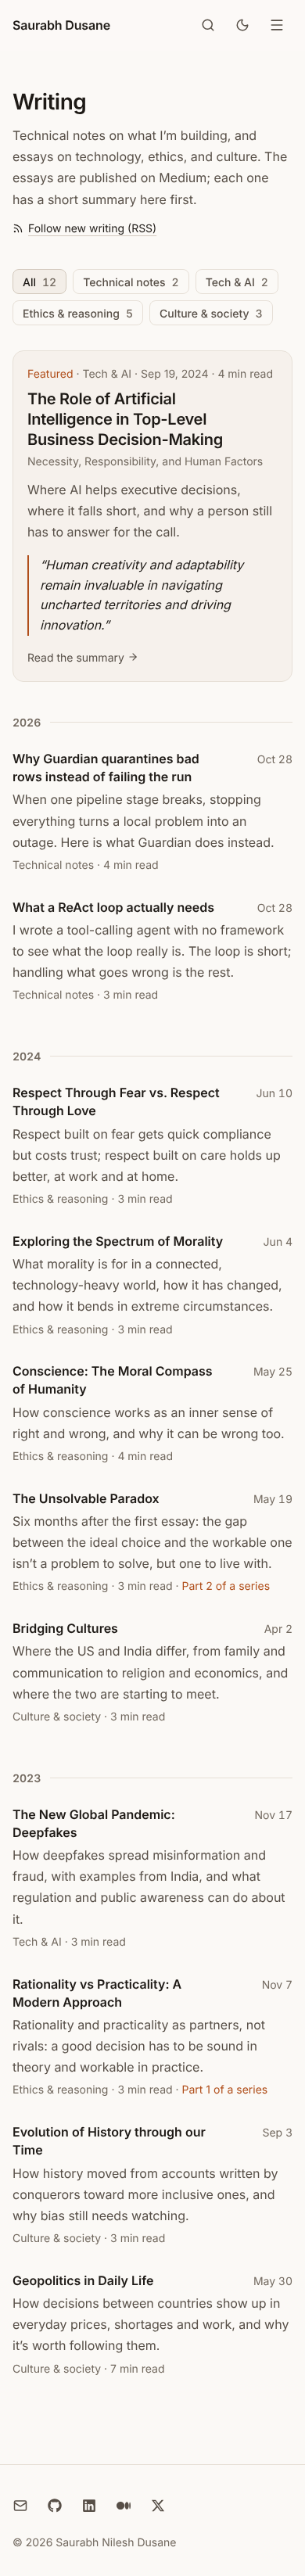 Saurabh Dusane
Writing
Technical notes on what I’m building, and
essays on technology, ethics, and culture. The
essays are published on Medium; each one
has a short summary here first.
Follow new writing (RSS)
All 12
Technical notes 2
Tech & AI 2
Ethics & reasoning 5
Culture & society 3
Featured · Tech & AI · Sep 19, 2024 · 4 min read
The Role of Artificial
Intelligence in Top-Level
Business Decision-Making
Necessity, Responsibility, and Human Factors
Where AI helps executive decisions,
where it falls short, and why a person still
has to answer for the call.
“Human creativity and adaptability
remain invaluable in navigating
uncharted territories and driving
innovation.”
Read the summary →
2026
Why Guardian quarantines bad
rows instead of failing the run
Oct 28
When one pipeline stage breaks, stopping
everything turns a local problem into an
outage. Here is what Guardian does instead.
Technical notes · 4 min read
What a ReAct loop actually needs
Oct 28
I wrote a tool-calling agent with no framework
to see what the loop really is. The loop is short;
handling what goes wrong is the rest.
Technical notes · 3 min read
2024
Respect Through Fear vs. Respect
Through Love
Jun 10
Respect built on fear gets quick compliance
but costs trust; respect built on care holds up
better, at work and at home.
Ethics & reasoning · 3 min read
Exploring the Spectrum of Morality
Jun 4
What morality is for in a connected,
technology-heavy world, how it has changed,
and how it bends in extreme circumstances.
Ethics & reasoning · 3 min read
Conscience: The Moral Compass
of Humanity
May 25
How conscience works as an inner sense of
right and wrong, and why it can be wrong too.
Ethics & reasoning · 4 min read
The Unsolvable Paradox
May 19
Six months after the first essay: the gap
between the ideal choice and the workable one
isn’t a problem to solve, but one to live with.
Ethics & reasoning · 3 min read · Part 2 of a series
Bridging Cultures
Apr 2
Where the US and India differ, from family and
communication to religion and economics, and
where the two are starting to meet.
Culture & society · 3 min read
2023
The New Global Pandemic:
Deepfakes
Nov 17
How deepfakes spread misinformation and
fraud, with examples from India, and what
regulation and public awareness can do about
it.
Tech & AI · 3 min read
Rationality vs Practicality: A
Modern Approach
Nov 7
Rationality and practicality as partners, not
rivals: a good decision has to be sound in
theory and workable in practice.
Ethics & reasoning · 3 min read · Part 1 of a series
Evolution of History through our
Time
Sep 3
How history moved from accounts written by
conquerors toward more inclusive ones, and
why bias still needs watching.
Culture & society · 3 min read
Geopolitics in Daily Life
May 30
How decisions between countries show up in
everyday prices, shortages and work, and why
it’s worth following them.
Culture & society · 7 min read
© 2026 Saurabh Nilesh Dusane